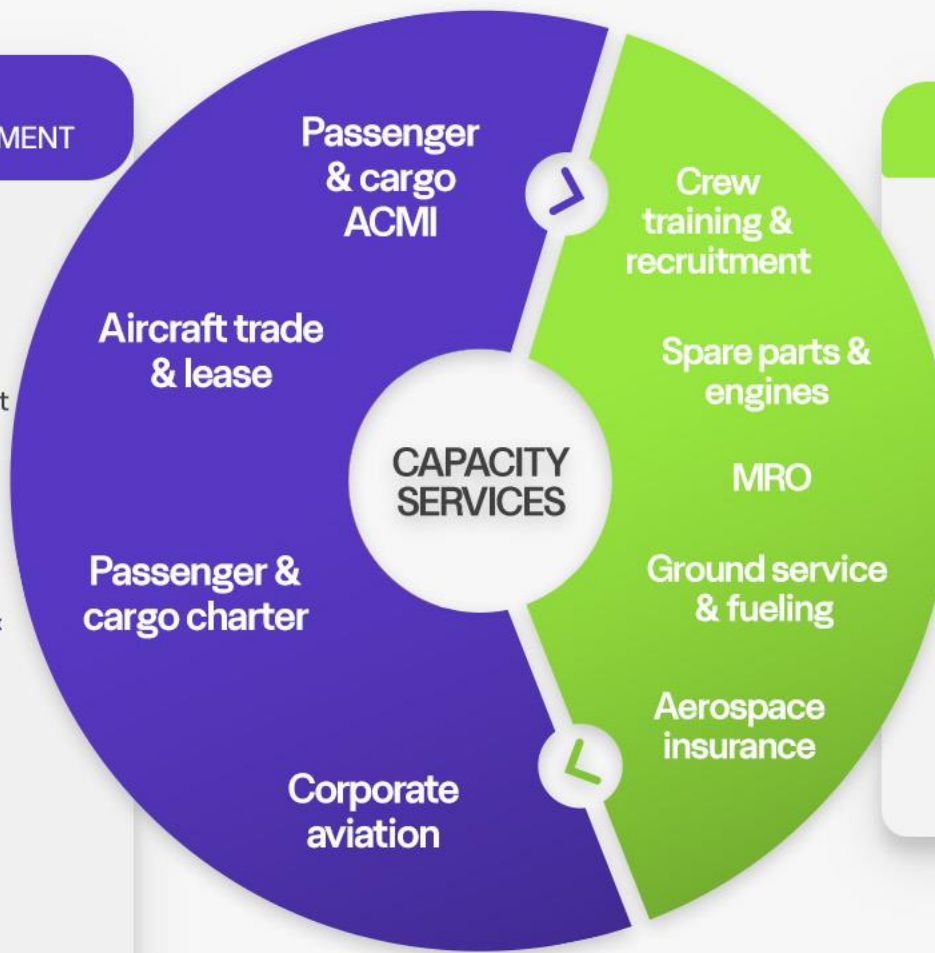 MENT
Passenger
& cargo
ACMI
Aircraft trade
& lease
t
Passenger &
cargo charter
Corporate
aviation
CAPACITY
SERVICES
Crew
training &
recruitment
Spare parts &
engines
MRO
Ground service
& fueling
Aerospace
insurance